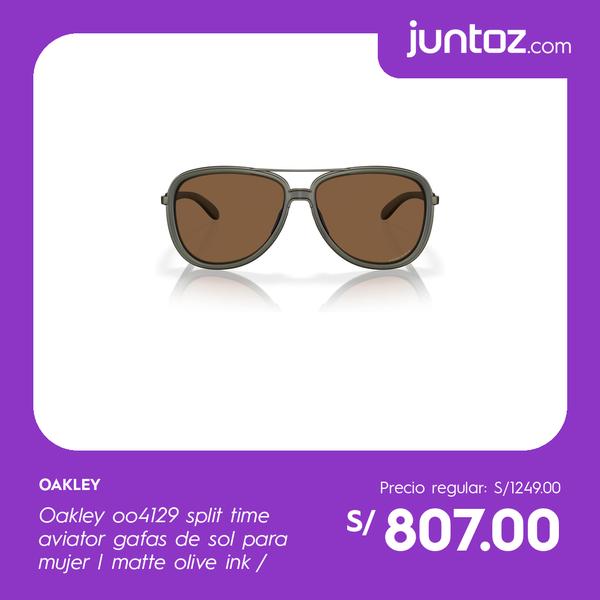 juntoz.com
OAKLEY
Oakley oo4129 split time
aviator gafas de sol para
mujer | matte olive ink /
Precio regular: S/1249.00
S/ 807.00